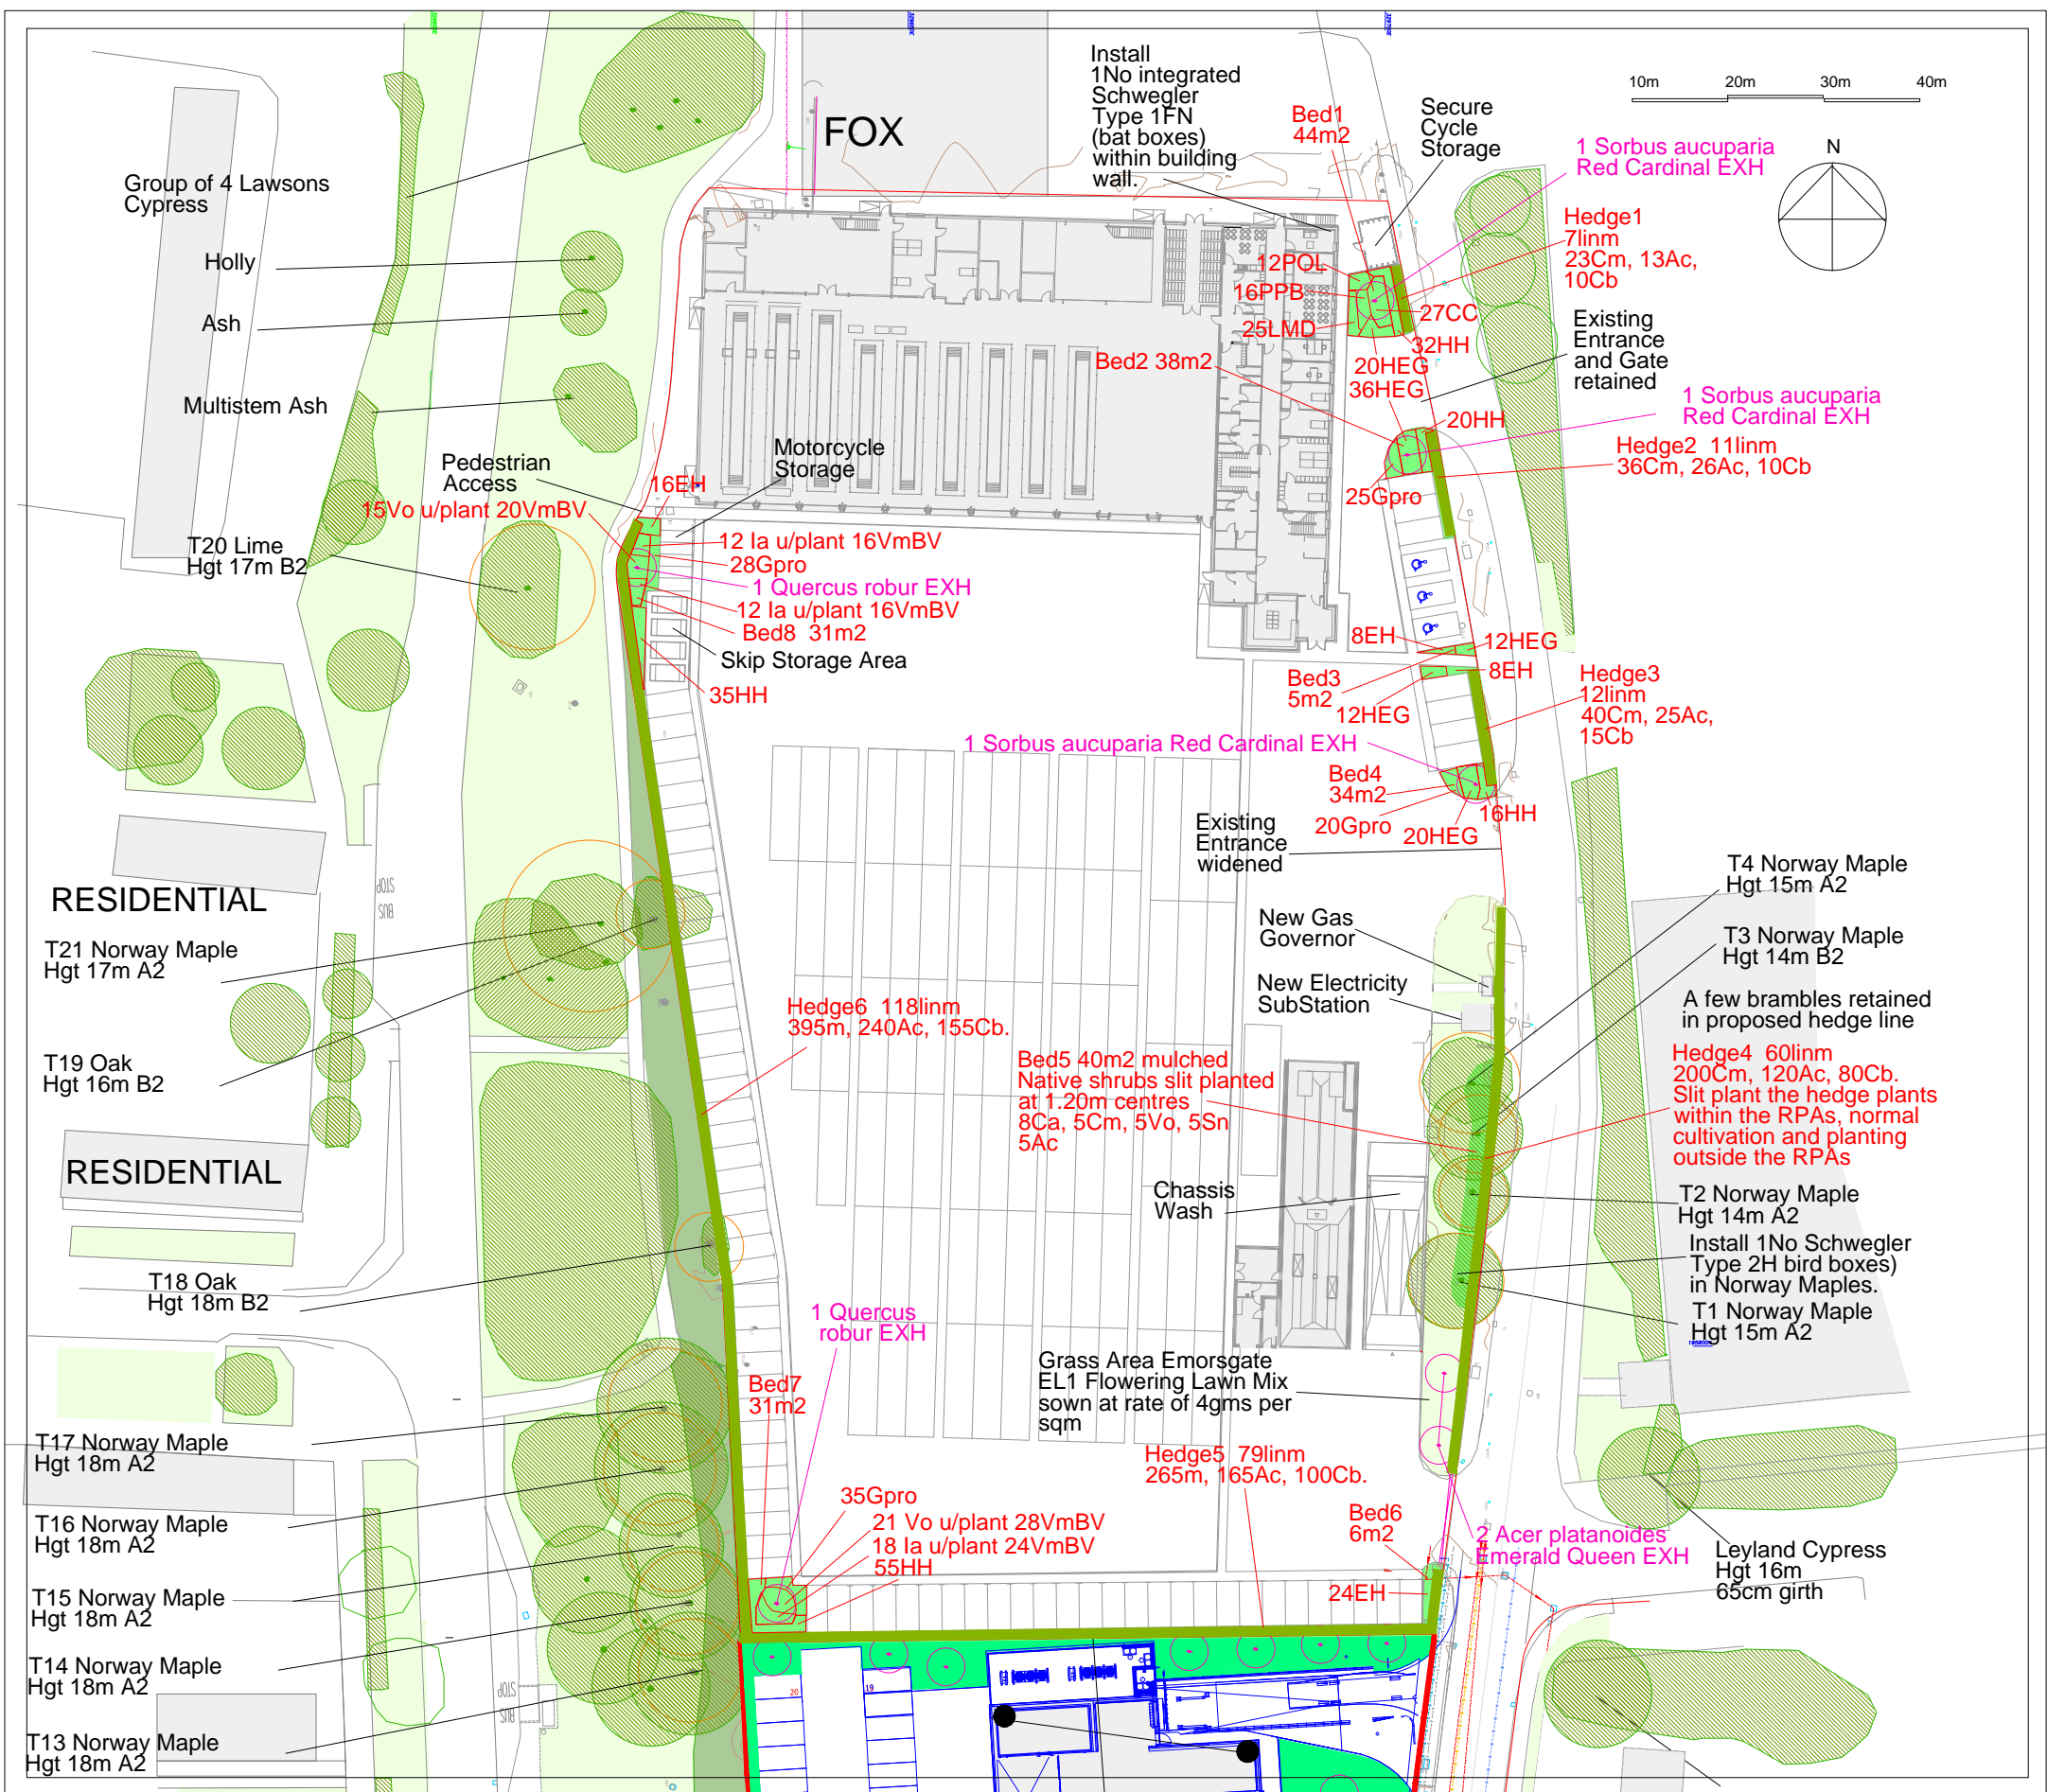 FOX
Install
1No integrated
Schwegler
Type 1FN
(bat boxes)
within building
wall.
Bed1
44m2
Secure
Cycle
Storage
10m 20m 30m 40m
N
1 Sorbus aucuparia
Red Cardinal EXH
Group of 4 Lawsons
Cypress
Holly
Ash
Multistem Ash
Hedge1
7linm
23Cm, 13Ac,
10Cb
12POL
16PPB
25LMD
27CC
32HH
20HEG
36HEG
Bed2 38m2
Existing
Entrance
and Gate
retained
1 Sorbus aucuparia
Red Cardinal EXH
20HH
Hedge2 11linm
36Cm, 26Ac, 10Cb
25Gpro
Pedestrian
Access
Motorcycle
Storage
16EH
15Vo u/plant 20VmBV
T20 Lime
Hgt 17m B2
12 Ia u/plant 16VmBV
28Gpro
1 Quercus robur EXH
12 Ia u/plant 16VmBV
Bed8 31m2
Skip Storage Area
35HH
8EH
12HEG
8EH
Bed3
5m2
12HEG
Hedge3
12linm
40Cm, 25Ac,
15Cb
1 Sorbus aucuparia Red Cardinal EXH
Bed4
34m2
20Gpro
16HH
20HEG
Existing
Entrance
widened
RESIDENTIAL
BUS
STOP
T21 Norway Maple
Hgt 17m A2
T19 Oak
Hgt 16m B2
T4 Norway Maple
Hgt 15m A2
T3 Norway Maple
Hgt 14m B2
New Gas
Governor
New Electricity
SubStation
A few brambles retained
in proposed hedge line
Hedge6 118linm
395m, 240Ac, 155Cb.
Bed5 40m2 mulched
Native shrubs slit planted
at 1.20m centres
8Ca, 5Cm, 5Vo, 5Sn
5Ac
Hedge4 60linm
200Cm, 120Ac, 80Cb.
Slit plant the hedge plants
within the RPAs, normal
cultivation and planting
outside the RPAs
RESIDENTIAL
Chassis
Wash
T2 Norway Maple
Hgt 14m A2
Install 1No Schwegler
Type 2H bird boxes)
in Norway Maples.
T1 Norway Maple
Hgt 15m A2
T18 Oak
Hgt 18m B2
1 Quercus
robur EXH
Grass Area Emorsgate
EL1 Flowering Lawn Mix
sown at rate of 4gms per
sqm
Bed7
31m2
T17 Norway Maple
Hgt 18m A2
Hedge5 79linm
265m, 165Ac, 100Cb.
35Gpro
21 Vo u/plant 28VmBV
18 Ia u/plant 24VmBV
55HH
Bed6
6m2
24EH
2 Acer platanoides
Emerald Queen EXH
Leyland Cypress
Hgt 16m
65cm girth
T16 Norway Maple
Hgt 18m A2
T15 Norway Maple
Hgt 18m A2
T14 Norway Maple
Hgt 18m A2
BUS
STOP
T13 Norway Maple
Hgt 18m A2
20
19